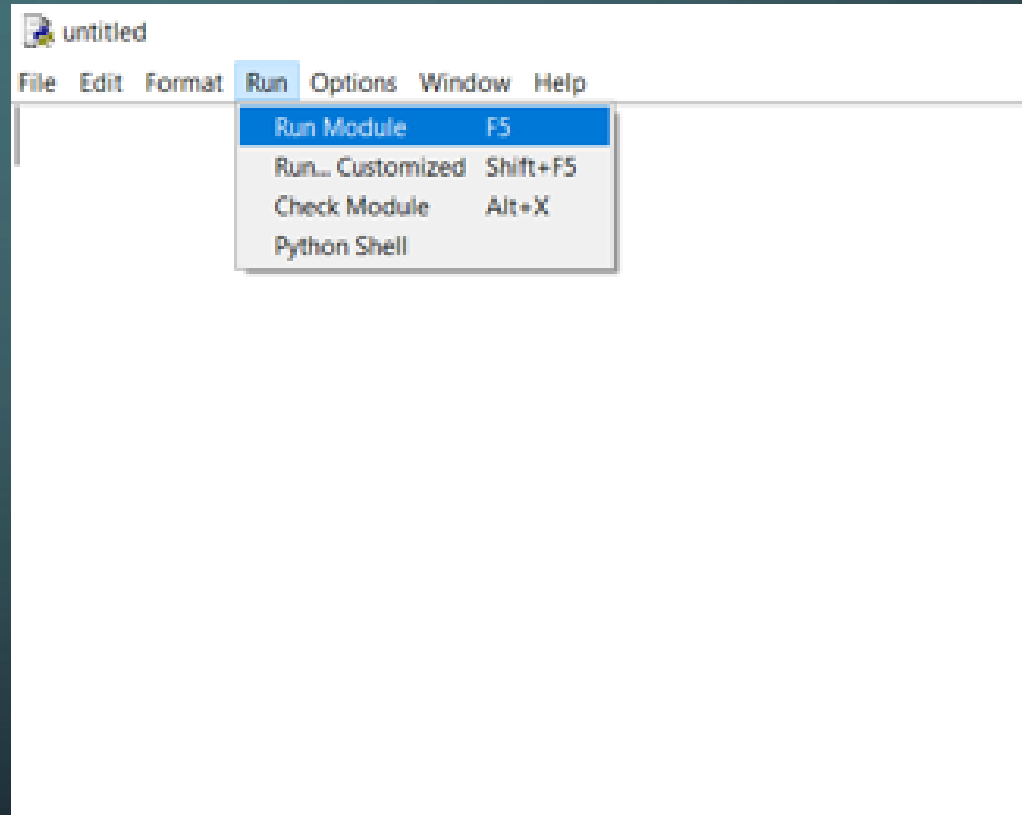 untitled
File Edit Format Run Options Window Help
Run Module F5
Run... Customized Shift+F5
Check Module Alt+X
Python Shell